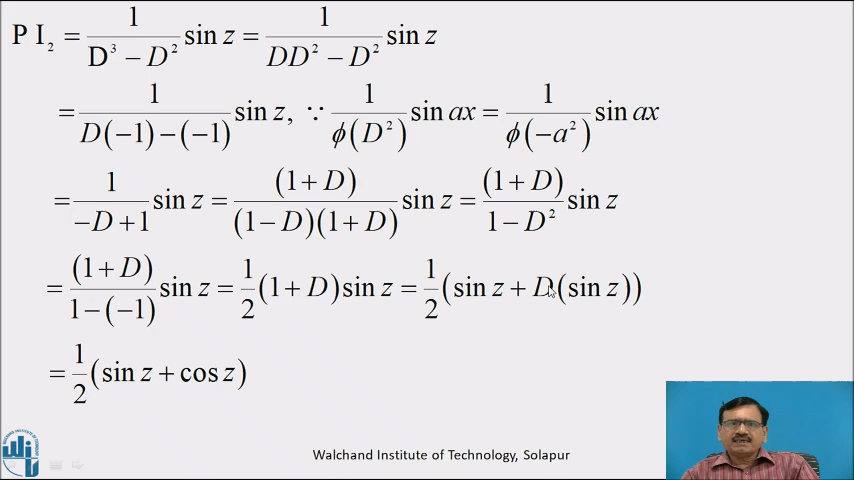 P I₂ = 1/(D³ − D²) sin z = 1/(DD² − D²) sin z
= 1/(D(−1) − (−1)) sin z, ∵ 1/ϕ(D²) sin ax = 1/ϕ(−a²) sin ax
= 1/(−D + 1) sin z = (1 + D)/((1 − D)(1 + D)) sin z = (1 + D)/(1 − D²) sin z
= (1 + D)/(1 − (−1)) sin z = 1/2 (1 + D) sin z = 1/2 (sin z + D(sin z))
= 1/2 (sin z + cos z)
Walchand Institute of Technology, Solapur